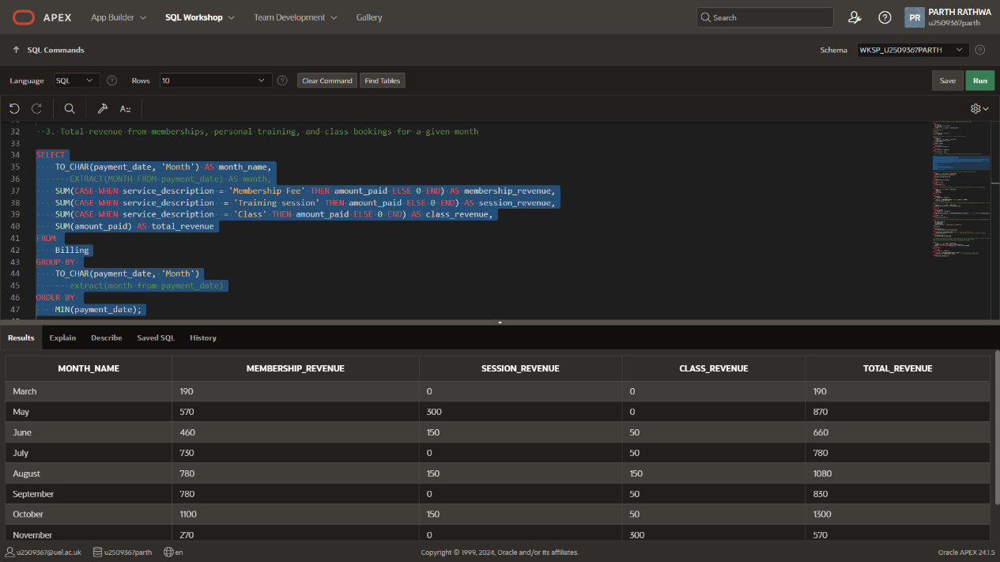 APEX App Builder SQL Workshop Team Development Gallery Search PR PARTH RATHWA
u2509367parth
SQL Commands Schema WKSP_U2509367PARTH
Language SQL Rows 10 Clear Command Find Tables Save Run
32 --3. Total revenue from memberships, personal training, and class bookings for a given month
33
34 SELECT
35 TO_CHAR(payment_date, 'Month') AS month_name,
36 -- EXTRACT(MONTH FROM payment_date) AS month,
37 SUM(CASE WHEN service_description = 'Membership Fee' THEN amount_paid ELSE 0 END) AS membership_revenue,
38 SUM(CASE WHEN service_description = 'Training session' THEN amount_paid ELSE 0 END) AS session_revenue,
39 SUM(CASE WHEN service_description = 'Class' THEN amount_paid ELSE 0 END) AS class_revenue,
40 SUM(amount_paid) AS total_revenue
41 FROM
42 Billing
43 GROUP BY
44 TO_CHAR(payment_date, 'Month')
45 -- extract(month from payment_date)
46 ORDER BY
47 MIN(payment_date);
Results Explain Describe Saved SQL History
MONTH_NAME MEMBERSHIP_REVENUE SESSION_REVENUE CLASS_REVENUE TOTAL_REVENUE
March 190 0 0 190
May 570 300 0 870
June 460 150 50 660
July 730 0 50 780
August 780 150 150 1080
September 780 0 50 830
October 1100 150 50 1300
November 270 0 300 570
u2509367@uel.ac.uk u2509367parth en Copyright © 1999, 2024, Oracle and/or its affiliates. Oracle APEX 24.1.5